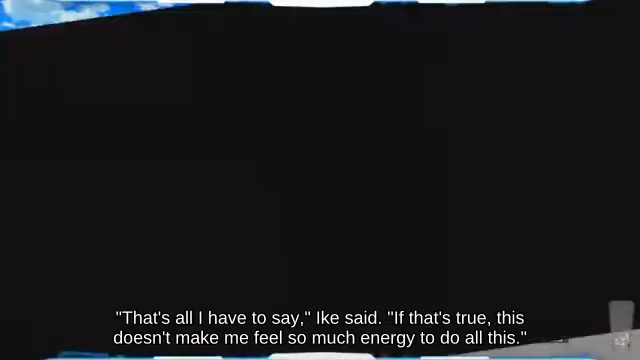 "That's all I have to say," Ike said. "If that's true, this
doesn't make me feel so much energy to do all this."